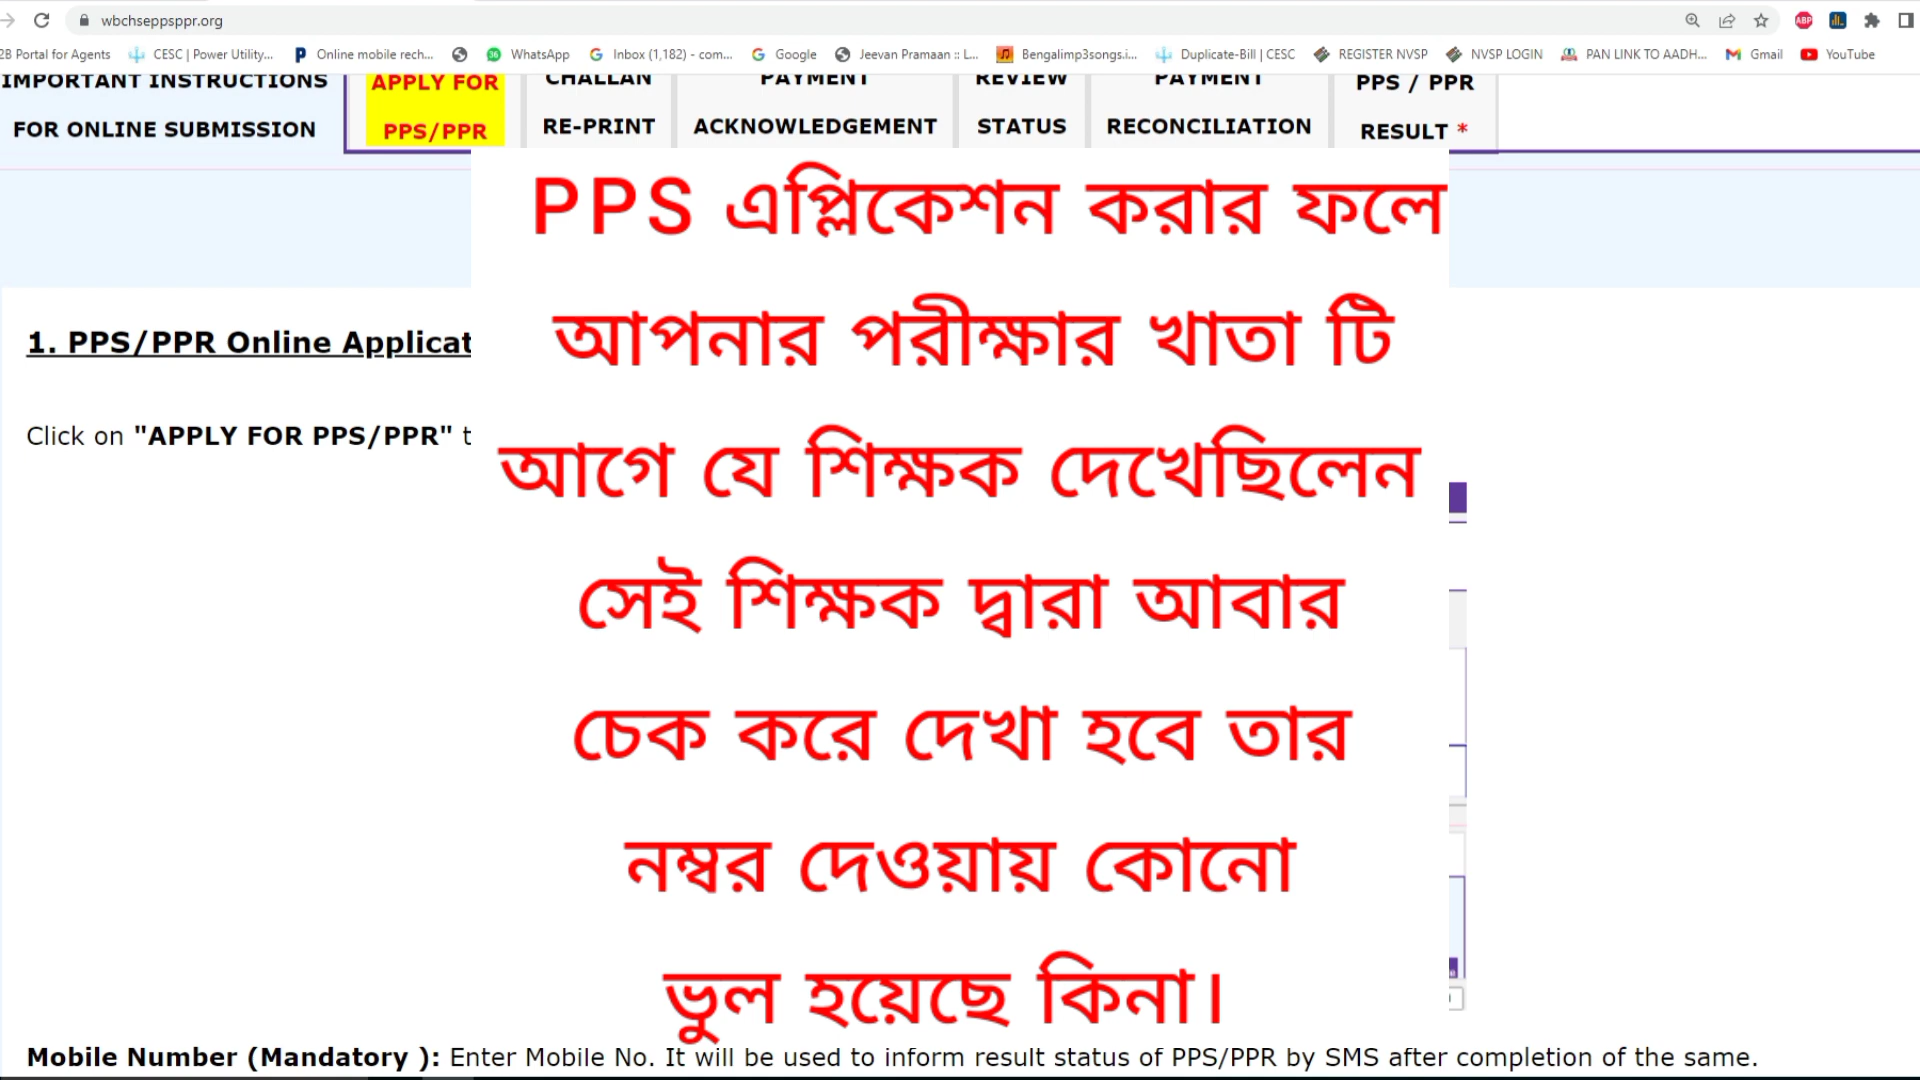 wbchseppsppr.org
2B Portal for Agents CESC | Power Utility... Online mobile rech... WhatsApp Inbox (1,182) - com... Google Jeevan Pramaan :: L... Bengalimp3songs.i... Duplicate-Bill | CESC REGISTER NVSP NVSP LOGIN PAN LINK TO AADH... Gmail YouTube
IMPORTANT INSTRUCTIONS
FOR ONLINE SUBMISSION
APPLY FOR
PPS/PPR
CHALLAN
RE-PRINT
PAYMENT
ACKNOWLEDGEMENT
REVIEW
STATUS
PAYMENT
RECONCILIATION
PPS / PPR
RESULT *
PPS এপ্লিকেশন করার ফলে
আপনার পরীক্ষার খাতা টি
আগে যে শিক্ষক দেখেছিলেন
সেই শিক্ষক দ্বারা আবার
চেক করে দেখা হবে তার
নম্বর দেওয়ায় কোনো
ভুল হয়েছে কিনা।
1. PPS/PPR Online Applicat
Click on "APPLY FOR PPS/PPR" t
Mobile Number (Mandatory ): Enter Mobile No. It will be used to inform result status of PPS/PPR by SMS after completion of the same.